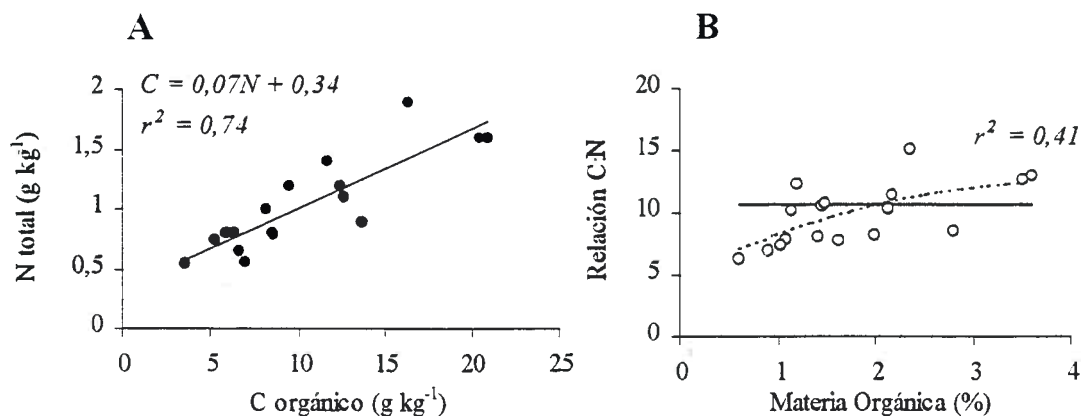 A
C = 0,07N + 0,34
r² = 0,74
2
1,5
1
0,5
0
N total (g kg⁻¹)
0
5
10
15
20
25
C orgánico (g kg⁻¹)
B
r² = 0,41
20
15
10
5
0
Relación C:N
0
1
2
3
4
Materia Orgánica (%)